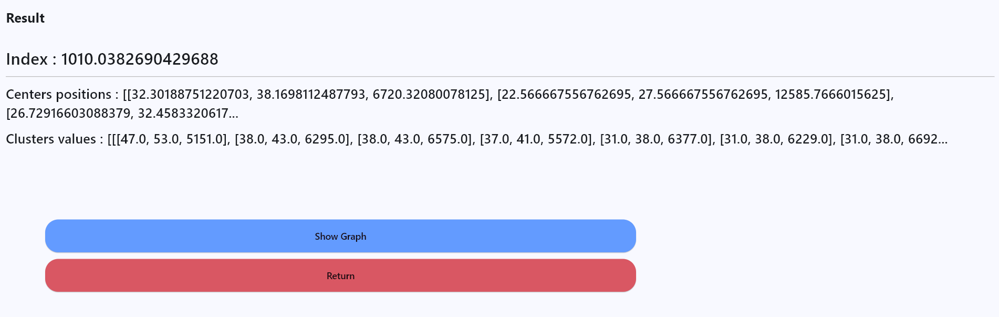 Result
Index : 1010.0382690429688
Centers positions : [[32.30188751220703, 38.1698112487793, 6720.32080078125], [22.566667556762695, 27.566667556762695, 12585.7666015625],
[26.72916603088379, 32.4583320617...
Clusters values : [[[47.0, 53.0, 5151.0], [38.0, 43.0, 6295.0], [38.0, 43.0, 6575.0], [37.0, 41.0, 5572.0], [31.0, 38.0, 6377.0], [31.0, 38.0, 6229.0], [31.0, 38.0, 6692...
Show Graph
Return